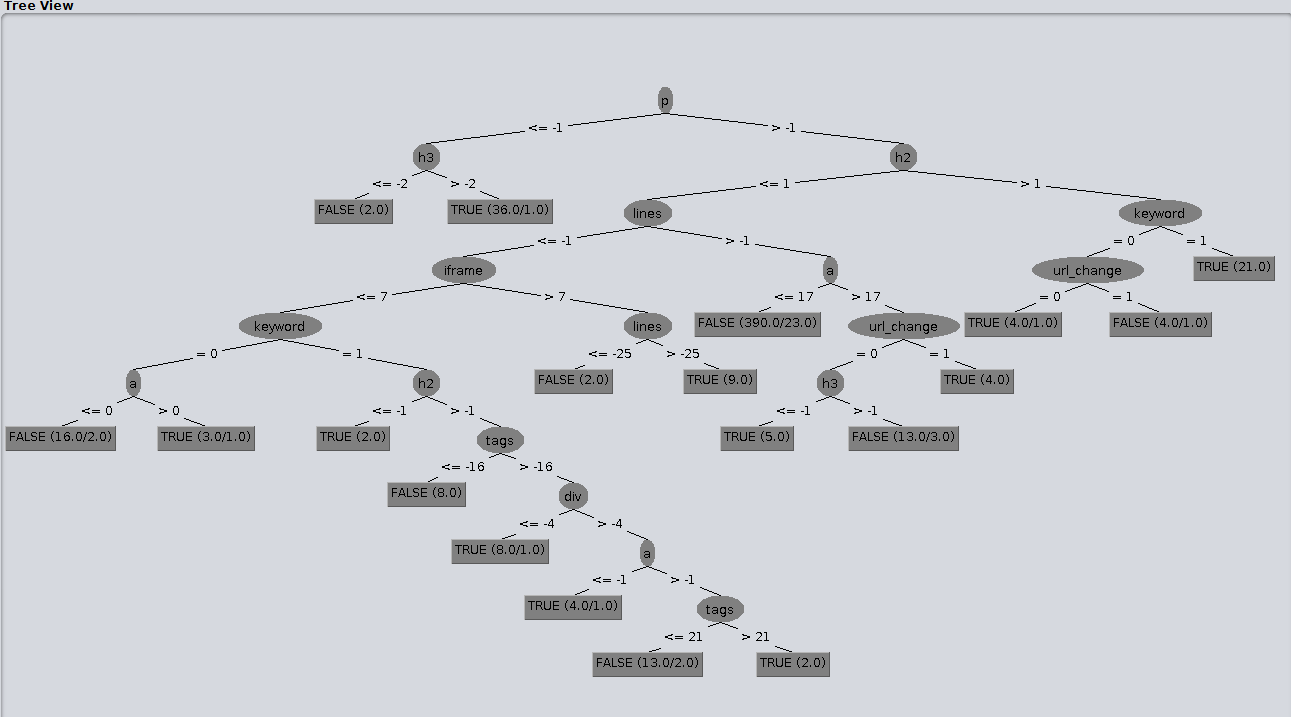 Tree View
p
<= -1 > -1
h3 h2
<= -2 > -2 <= 1 > 1
FALSE (2.0) TRUE (36.0/1.0) lines keyword
<= -1 > -1 = 0 = 1
iframe a url_change TRUE (21.0)
<= 7 > 7 <= 17 > 17 = 0 = 1
keyword lines FALSE (390.0/23.0) url_change TRUE (4.0/1.0) FALSE (4.0/1.0)
= 0 = 1 <= -25 > -25 = 0 = 1
a h2 FALSE (2.0) TRUE (9.0) h3 TRUE (4.0)
<= 0 > 0 <= -1 > -1 <= -1 > -1
FALSE (16.0/2.0) TRUE (3.0/1.0) TRUE (2.0) tags TRUE (5.0) FALSE (13.0/3.0)
<= -16 > -16
FALSE (8.0) div
<= -4 > -4
TRUE (8.0/1.0) a
<= -1 > -1
TRUE (4.0/1.0) tags
<= 21 > 21
FALSE (13.0/2.0) TRUE (2.0)